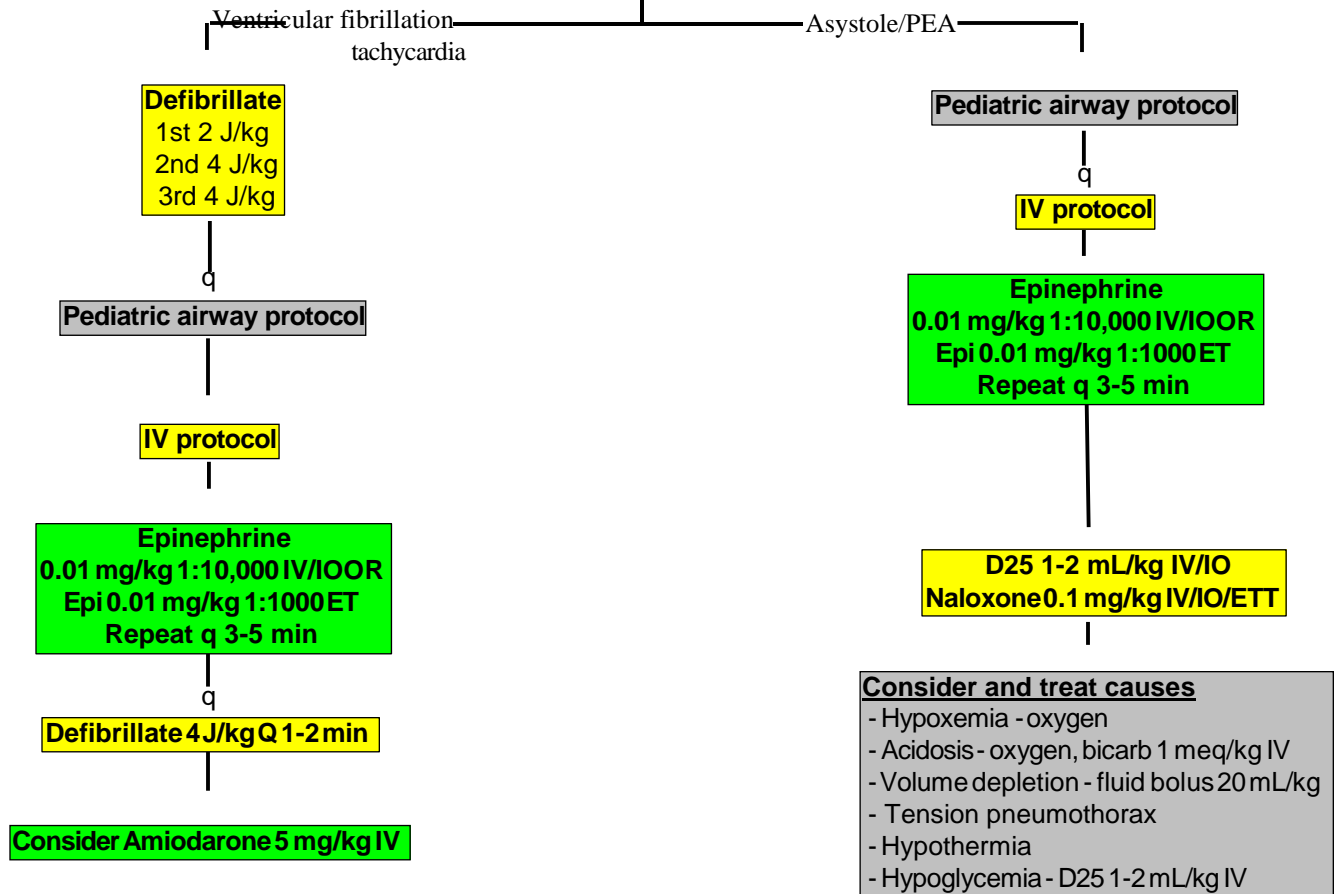 Ventricular fibrillation
tachycardia
Defibrillate
1st 2 J/kg
2nd 4 J/kg
3rd 4 J/kg
q
Pediatric airway protocol
IV protocol
Epinephrine
0.01 mg/kg 1:10,000 IV/IOOR
Epi 0.01 mg/kg 1:1000 ET
Repeat q 3-5 min
q
Defibrillate 4 J/kg Q 1-2 min
Consider Amiodarone 5 mg/kg IV
Asystole/PEA
Pediatric airway protocol
q
IV protocol
Epinephrine
0.01 mg/kg 1:10,000 IV/IOOR
Epi 0.01 mg/kg 1:1000 ET
Repeat q 3-5 min
D25 1-2 mL/kg IV/IO
Naloxone 0.1 mg/kg IV/IO/ETT
Consider and treat causes
- Hypoxemia - oxygen
- Acidosis - oxygen, bicarb 1 meq/kg IV
- Volume depletion - fluid bolus 20 mL/kg
- Tension pneumothorax
- Hypothermia
- Hypoglycemia - D25 1-2 mL/kg IV